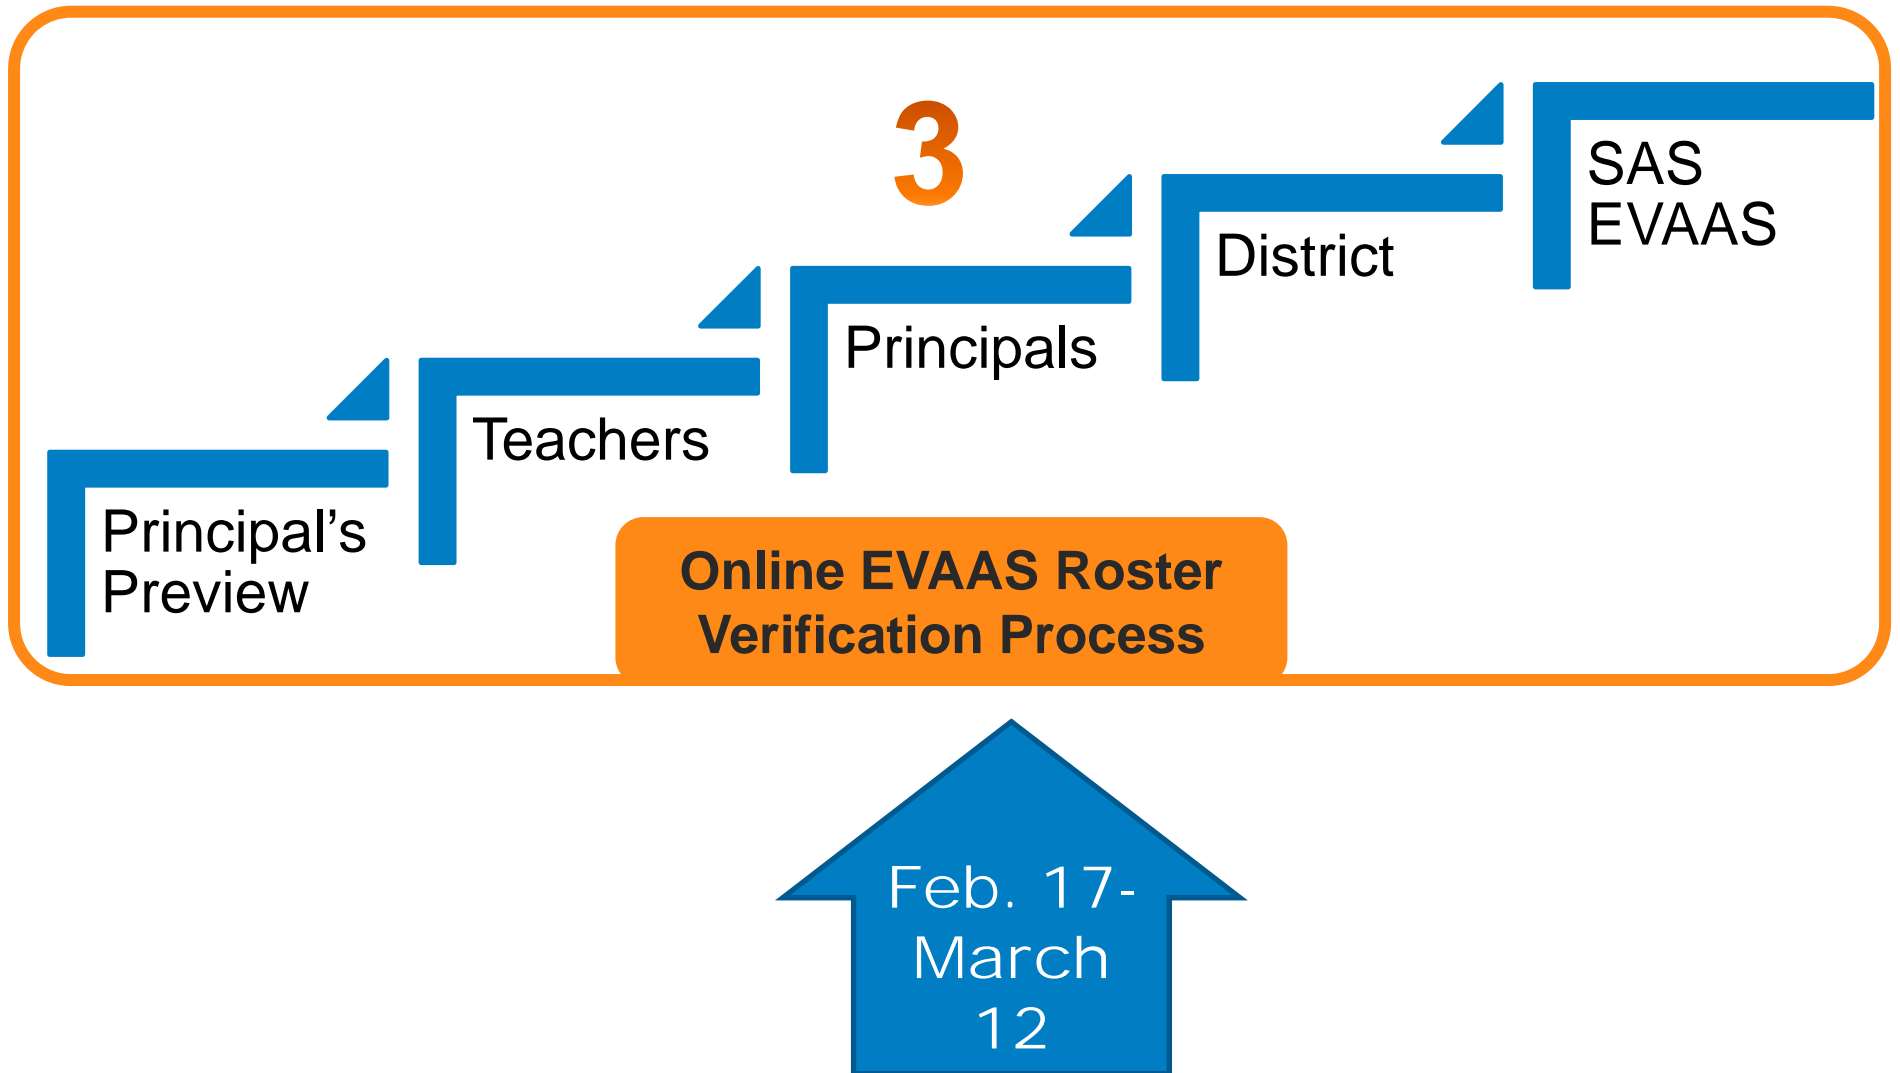 3
Principal’s
Preview
Teachers
Principals
District
SAS
EVAAS
Online EVAAS Roster
Verification Process
Feb. 17-
March
12